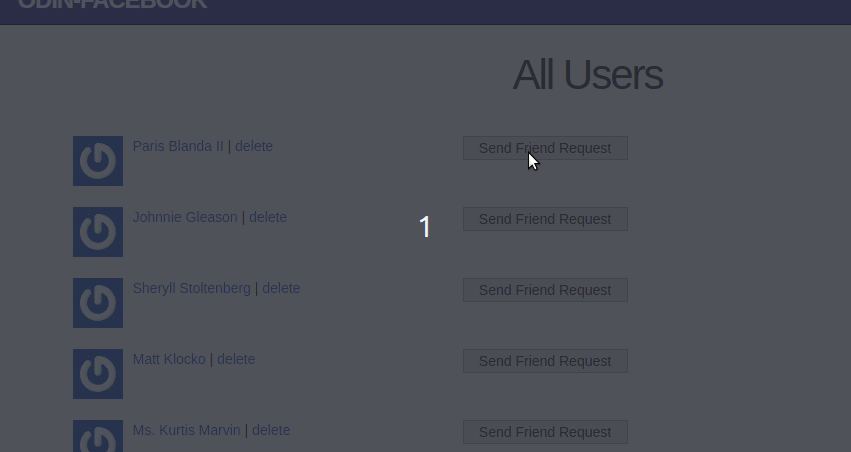 ODIN-FACEBOOK
All Users
Paris Blanda II | delete
Send Friend Request
Johnnie Gleason | delete
Send Friend Request
1
Sheryll Stoltenberg | delete
Send Friend Request
Matt Klocko | delete
Send Friend Request
Ms. Kurtis Marvin | delete
Send Friend Request